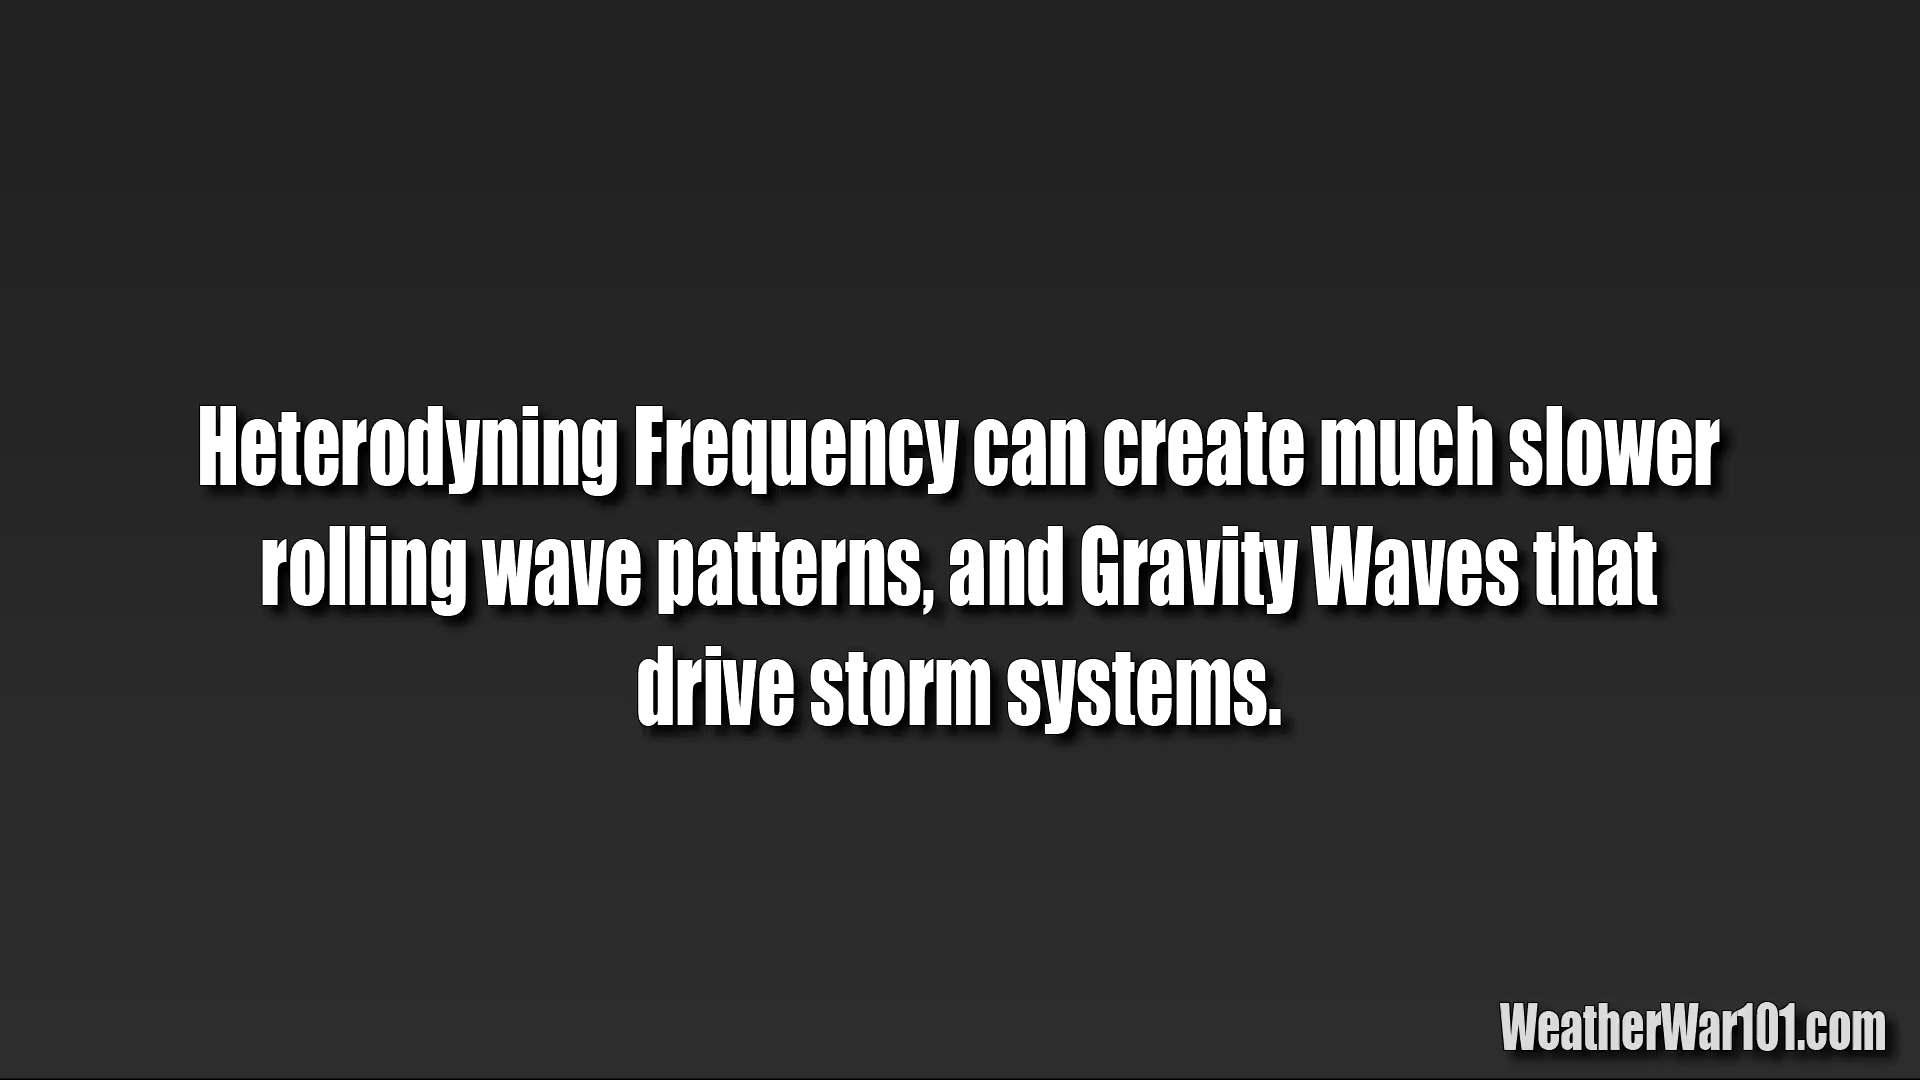 Heterodyning Frequency can create much slower
rolling wave patterns, and Gravity Waves that
drive storm systems.
WeatherWar101.com